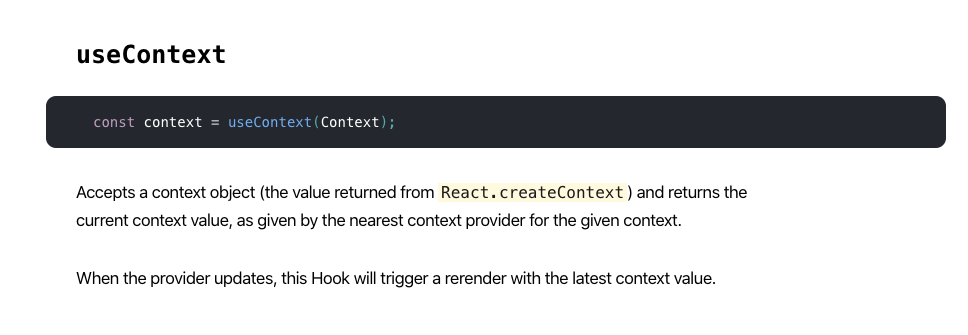 useContext
const context = useContext(Context);
Accepts a context object (the value returned from React.createContext) and returns the
current context value, as given by the nearest context provider for the given context.
When the provider updates, this Hook will trigger a rerender with the latest context value.